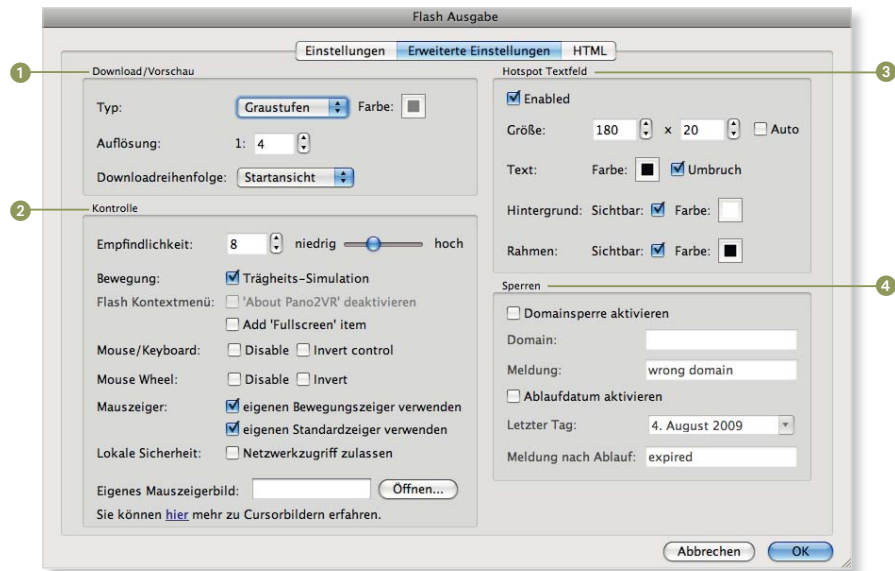 Flash Ausgabe
Einstellungen Erweiterte Einstellungen HTML
1 Download/Vorschau
Typ: Graustufen Farbe:
Auflösung: 1: 4
Downloadreihenfolge: Startansicht
2 Kontrolle
Empfindlichkeit: 8 niedrig hoch
Bewegung: Trägheits-Simulation
Flash Kontextmenü: 'About Pano2VR' deaktivieren
Add 'Fullscreen' item
Mouse/Keyboard: Disable Invert control
Mouse Wheel: Disable Invert
Mauszeiger: eigenen Bewegungszeiger verwenden
eigenen Standardzeiger verwenden
Lokale Sicherheit: Netzwerkzugriff zulassen
Eigenes Mauszeigerbild: Öffnen...
Sie können hier mehr zu Cursorbildern erfahren.
Hotspot Textfeld 3
Enabled
Größe: 180 x 20 Auto
Text: Farbe: Umbruch
Hintergrund: Sichtbar: Farbe:
Rahmen: Sichtbar: Farbe:
Sperren 4
Domainsperre aktivieren
Domain:
Meldung: wrong domain
Ablaufdatum aktivieren
Letzter Tag: 4. August 2009
Meldung nach Ablauf: expired
Abbrechen OK